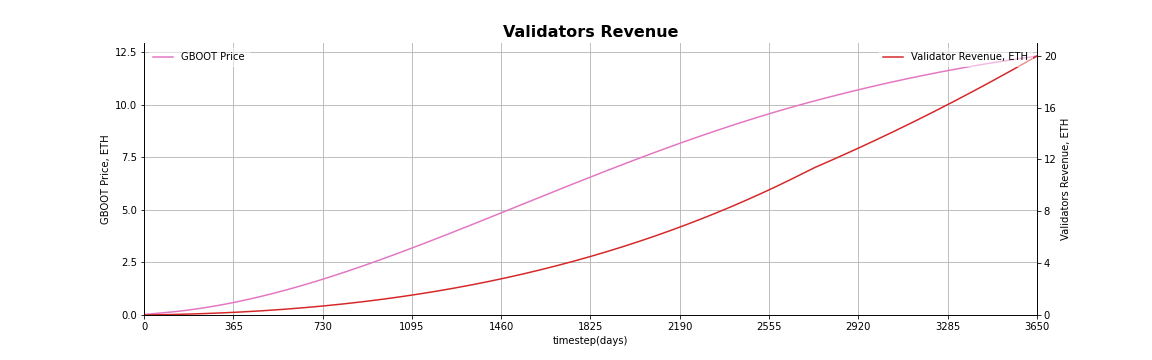 Validators Revenue
GBOOT Price
Validator Revenue, ETH
12.5
10.0
7.5
5.0
2.5
0.0
GBOOT Price, ETH
20
16
12
8
4
0
Validators Revenue, ETH
0 365 730 1095 1460 1825 2190 2555 2920 3285 3650
timestep(days)